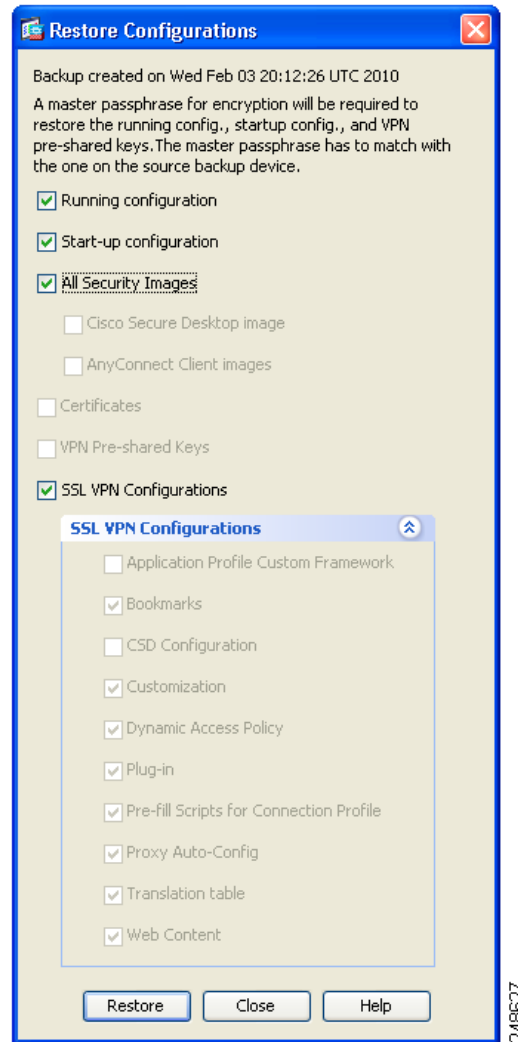 Restore Configurations
Backup created on Wed Feb 03 20:12:26 UTC 2010
A master passphrase for encryption will be required to
restore the running config., startup config., and VPN
pre-shared keys.The master passphrase has to match with
the one on the source backup device.
Running configuration
Start-up configuration
All Security Images
Cisco Secure Desktop image
AnyConnect Client images
Certificates
VPN Pre-shared Keys
SSL VPN Configurations
SSL VPN Configurations
Application Profile Custom Framework
Bookmarks
CSD Configuration
Customization
Dynamic Access Policy
Plug-in
Pre-fill Scripts for Connection Profile
Proxy Auto-Config
Translation table
Web Content
Restore Close Help
248627